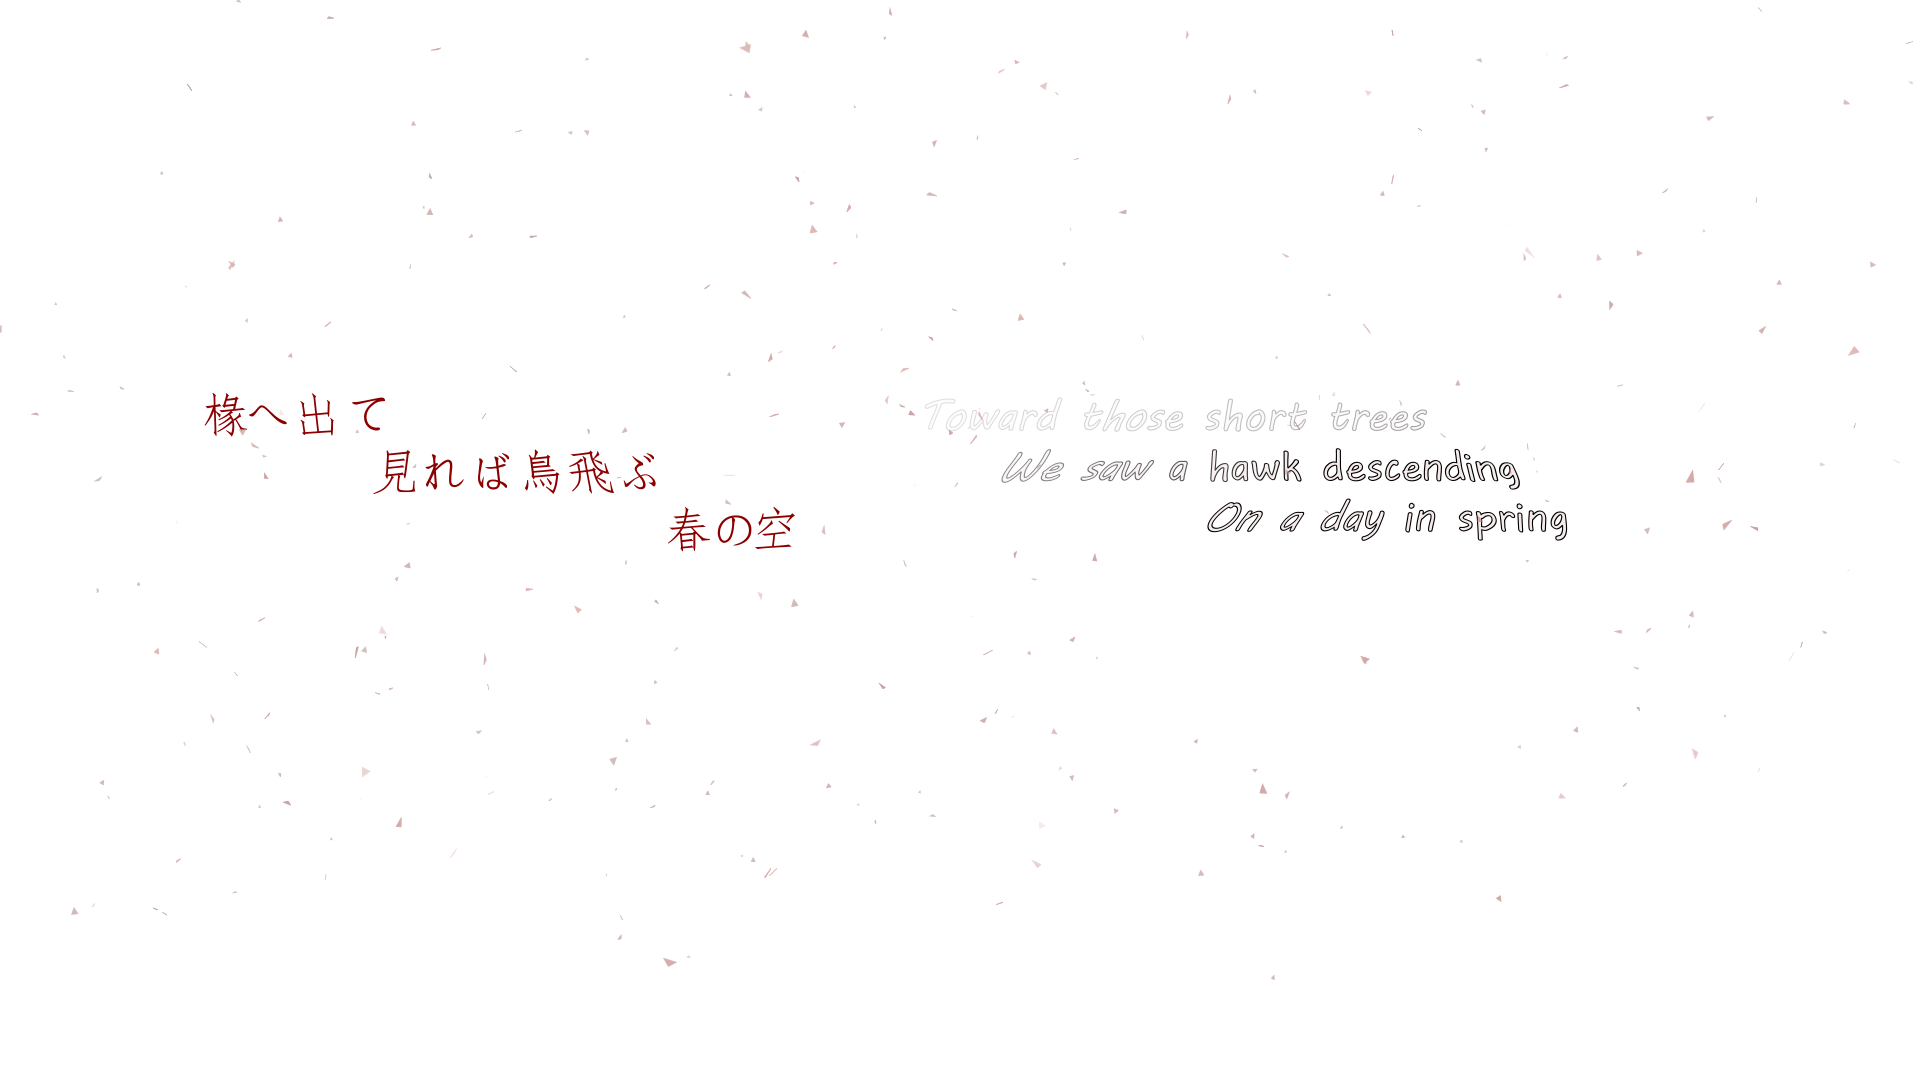 椽へ出て
見れば鳥飛ぶ
春の空
Toward those short trees
We saw a hawk descending
On a day in spring